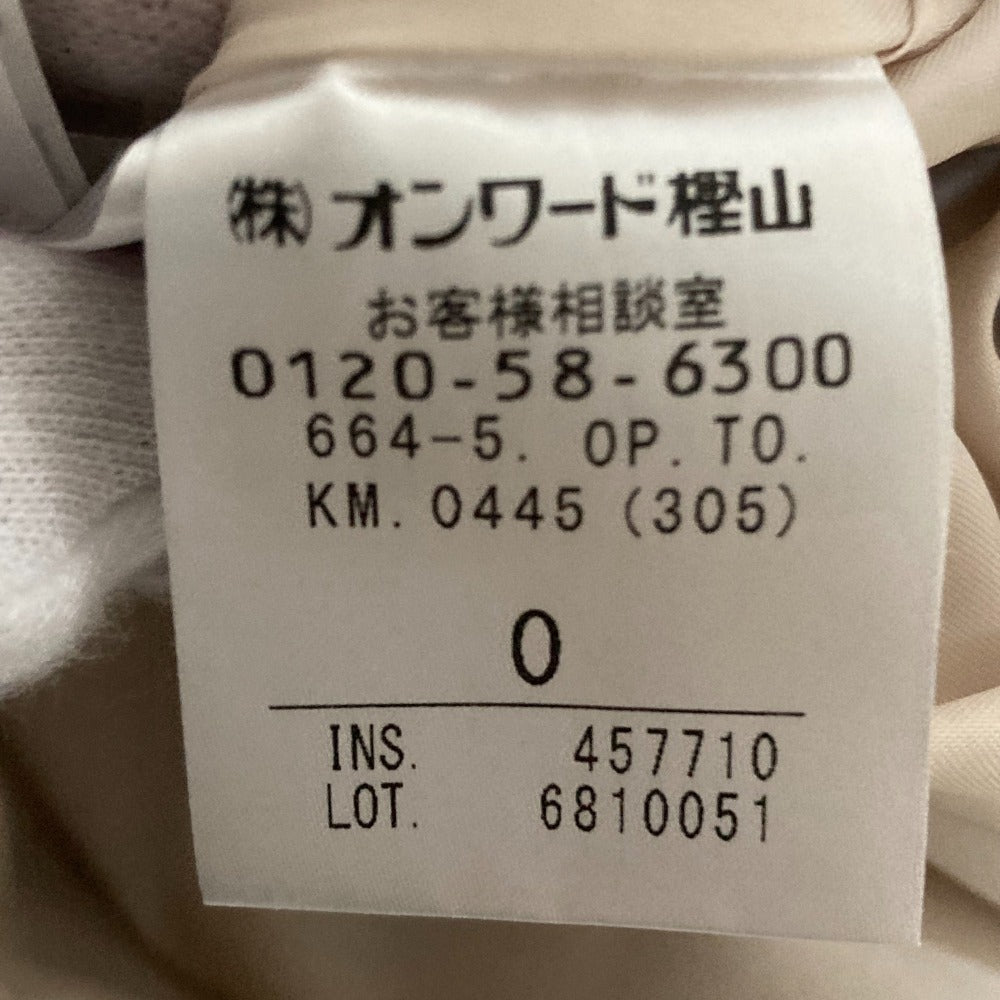 ㈱オンワード樫山
お客様相談室
0120-58-6300
664-5. OP. TO.
KM. 0445 (305)
0
INS. 457710
LOT. 6810051